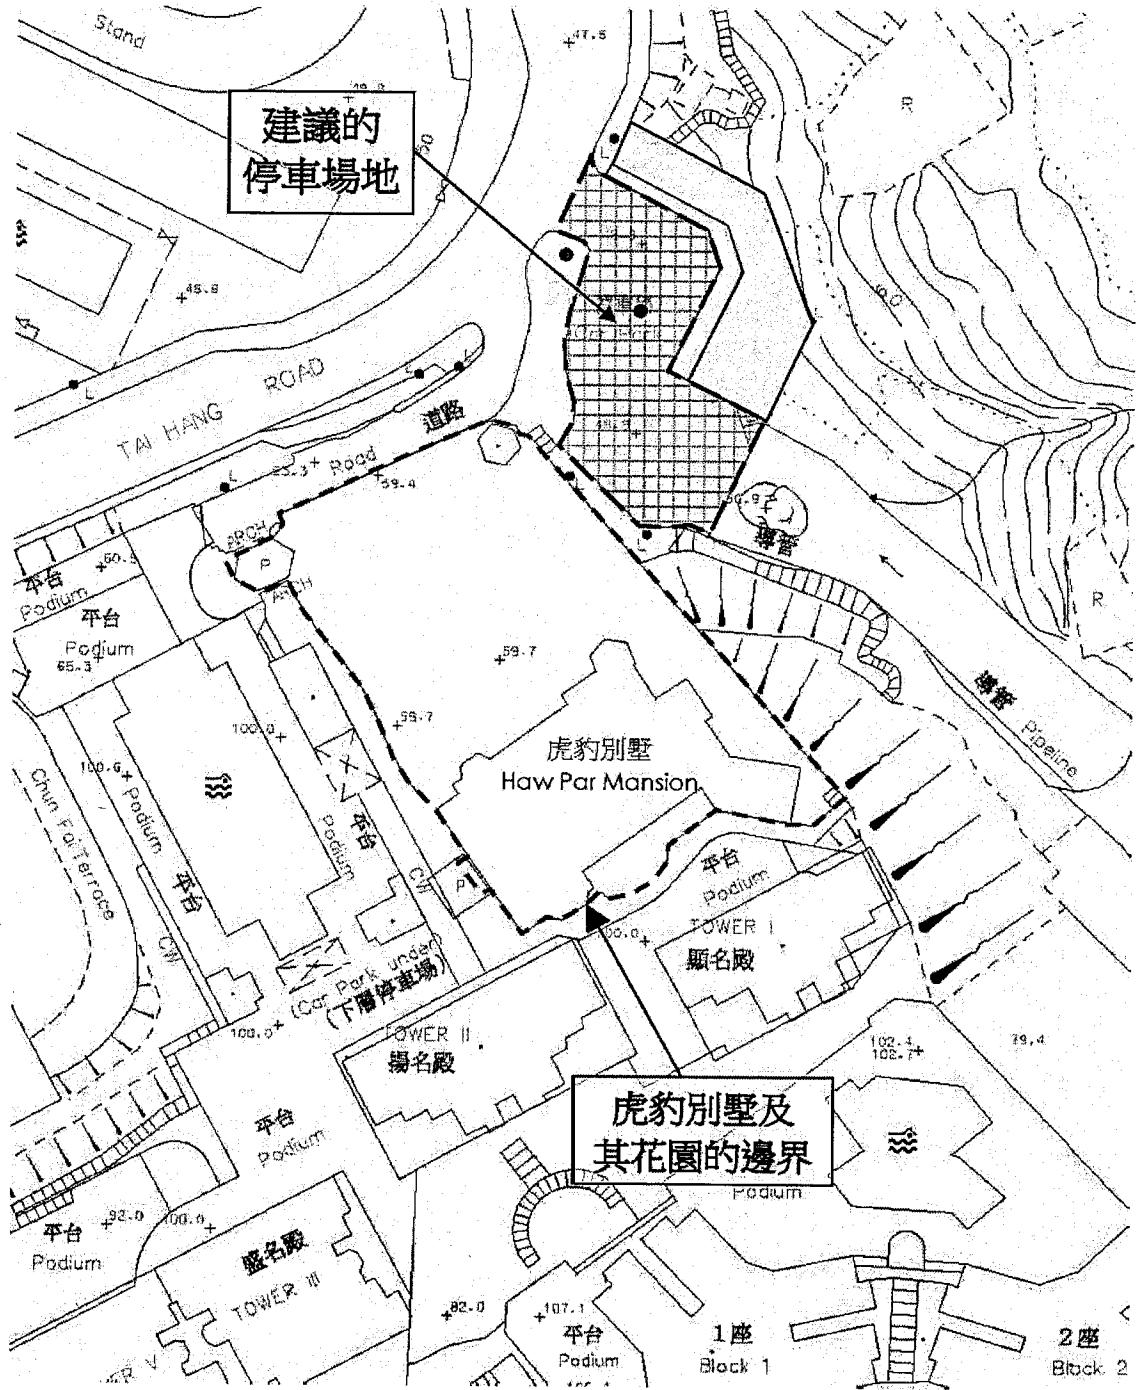 Stand
47.5
建議的
停車場地
50
R
45.8
60
TAI HANG ROAD
道路
Road
59.4
ARCH
P
ARCH
平台
Podium
平台
Podium
65.3
59.7
59.7
100.0
100.6
Podium
平台
平台
Podium
虎豹別墅
Haw Par Mansion
導管
Pipeline
R
Chun Fai Terrace
CW
CW
P
平台
Podium
TOWER I
顯名殿
100.0
(Car Park under)
(下層停車場)
100.0
TOWER II
揚名殿
102.4
102.7
79.4
虎豹別墅及
其花園的邊界
平台
Podium
Podium
平台
Podium
92.0
100.0
盛名殿
TOWER III
82.0
107.1
平台
Podium
1座
Block 1
2座
Block 2